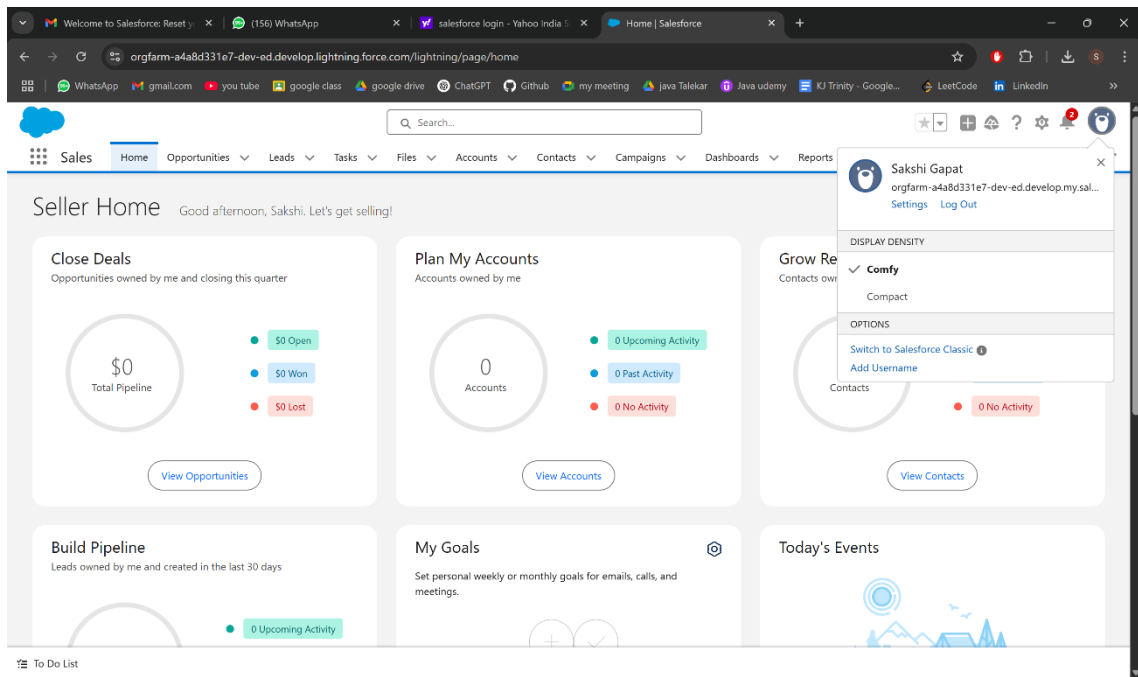 Welcome to Salesforce: Reset y
(156) WhatsApp
salesforce login - Yahoo India S
Home | Salesforce
orgfarm-a4a8d331e7-dev-ed.develop.lightning.force.com/lightning/page/home
S
WhatsApp gmail.com you tube google class google drive ChatGPT Github my meeting java Talekar Java udemy KJ Trinity - Google... LeetCode LinkedIn
Search...
2
Sales Home Opportunities Leads Tasks Files Accounts Contacts Campaigns Dashboards Reports
Sakshi Gapat
orgfarm-a4a8d331e7-dev-ed.develop.my.sal...
Settings Log Out
DISPLAY DENSITY
Comfy
Compact
OPTIONS
Switch to Salesforce Classic
Add Username
Seller Home Good afternoon, Sakshi. Let's get selling!
Close Deals
Opportunities owned by me and closing this quarter
$0
Total Pipeline
$0 Open
$0 Won
$0 Lost
View Opportunities
Plan My Accounts
Accounts owned by me
0
Accounts
0 Upcoming Activity
0 Past Activity
0 No Activity
View Accounts
Grow Re
Contacts own
Contacts
0 No Activity
View Contacts
Build Pipeline
Leads owned by me and created in the last 30 days
0 Upcoming Activity
My Goals
Set personal weekly or monthly goals for emails, calls, and
meetings.
Today's Events
To Do List